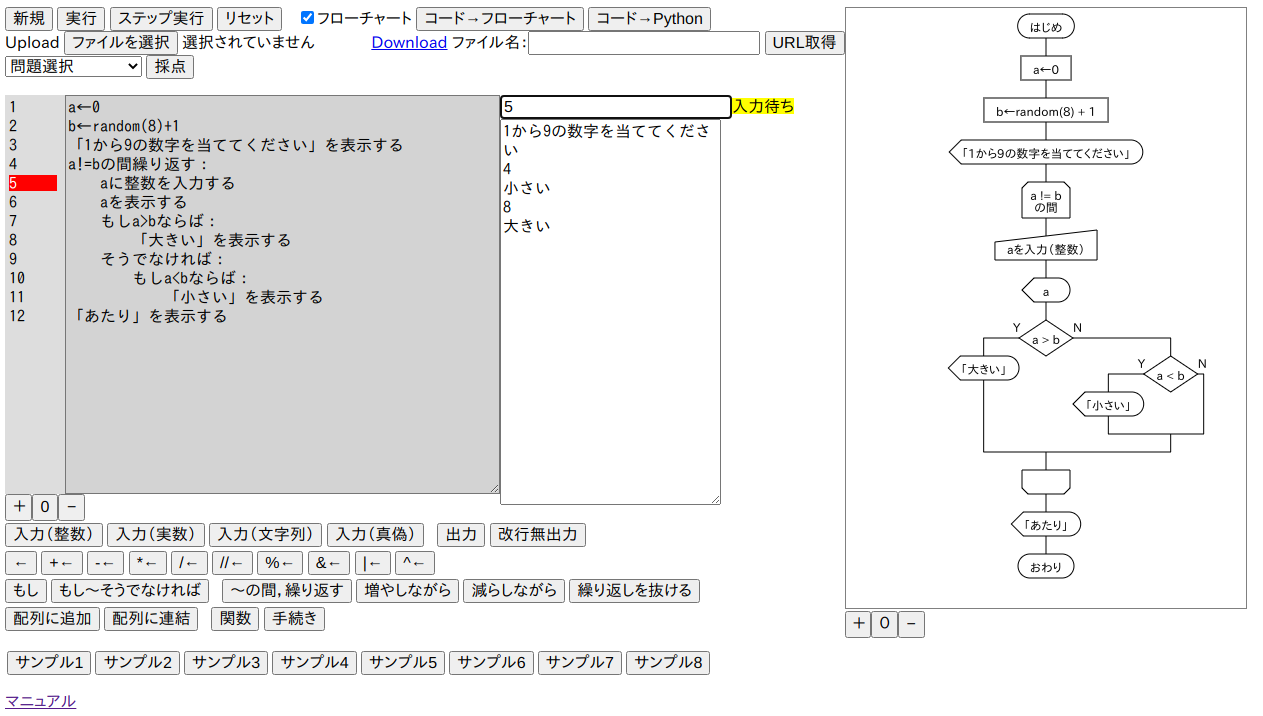 新規 実行 ステップ実行 リセット フローチャート コード→フローチャート コード→Python
Upload ファイルを選択 選択されていません Download ファイル名: URL取得
問題選択 採点
1 a←0
2 b←random(8)+1
3 「1から9の数字を当ててください」を表示する
4 a!=bの間繰り返す:
5 aに整数を入力する
6 aを表示する
7 もしa>bならば:
8 「大きい」を表示する
9 そうでなければ:
10 もしa<bならば:
11 「小さい」を表示する
12 「あたり」を表示する
5 入力待ち
1から9の数字を当ててくださ
い
4
小さい
8
大きい
+ 0 −
入力(整数) 入力(実数) 入力(文字列) 入力(真偽) 出力 改行無出力
← +← -← *← /← //← %← &← |← ^←
もし もし〜そうでなければ 〜の間,繰り返す 増やしながら 減らしながら 繰り返しを抜ける
配列に追加 配列に連結 関数 手続き
サンプル1 サンプル2 サンプル3 サンプル4 サンプル5 サンプル6 サンプル7 サンプル8
マニュアル
はじめ
a←0
b←random(8) + 1
「1から9の数字を当ててください」
a != b
の間
aを入力(整数)
a
Y a > b N
「大きい」
Y a < b N
「小さい」
「あたり」
おわり
+ 0 −